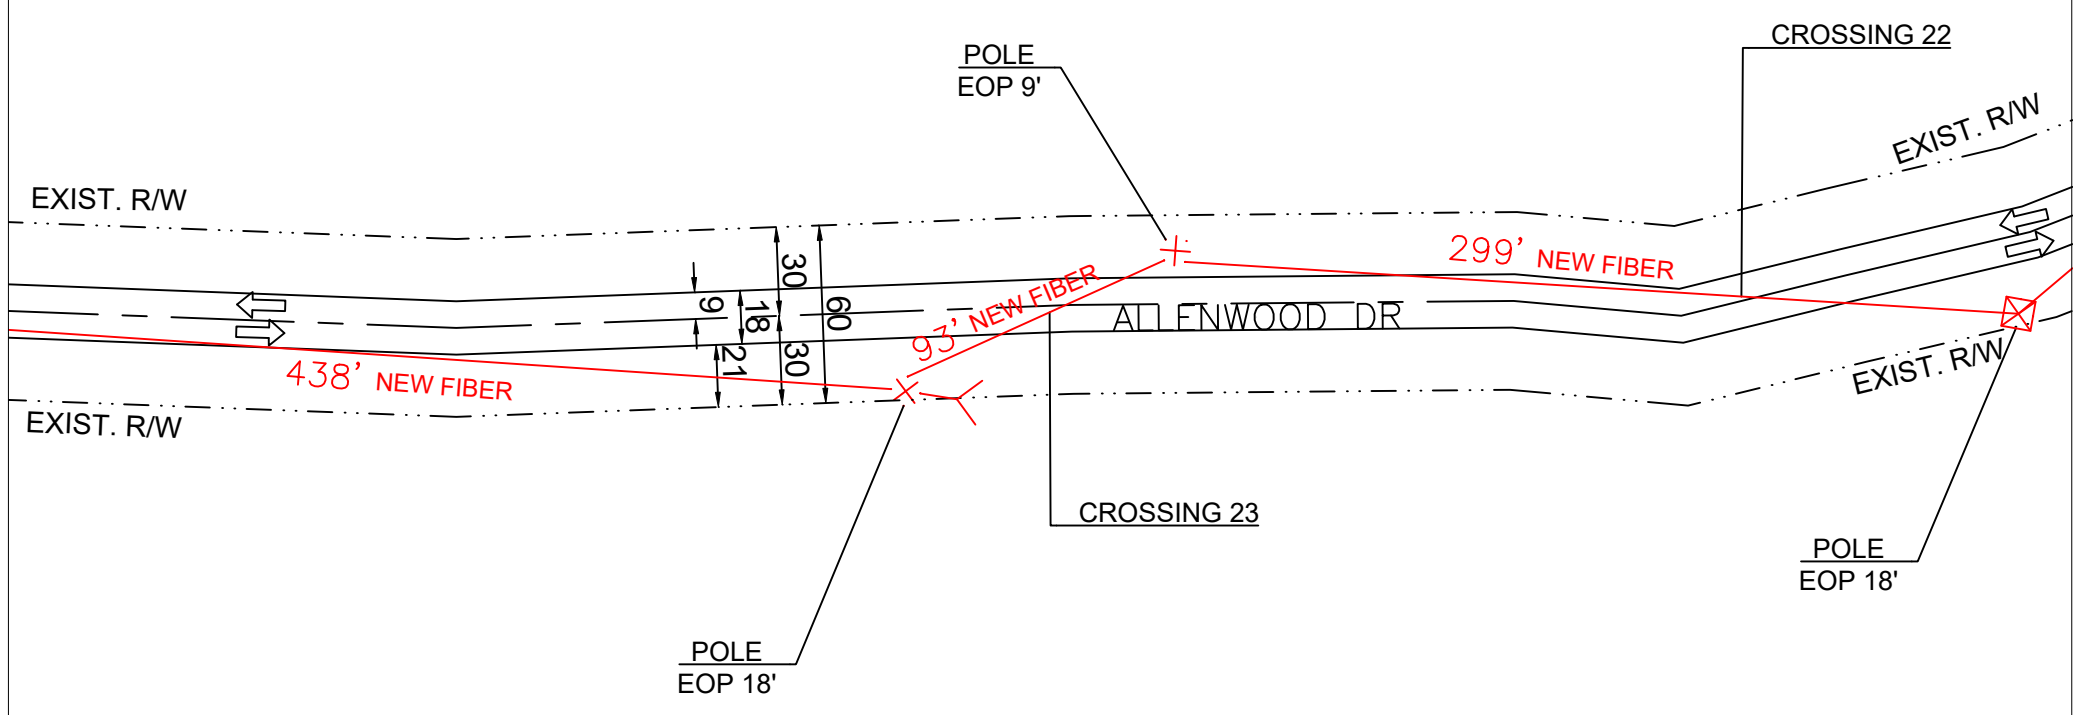 CROSSING 22
POLE
EOP 9'
EXIST. R/W
EXIST. R/W
299' NEW FIBER
30
60
9
18
93' NEW FIBER
ALLENWOOD DR
21
30
438' NEW FIBER
EXIST. R/W
EXIST. R/W
CROSSING 23
POLE
EOP 18'
POLE
EOP 18'